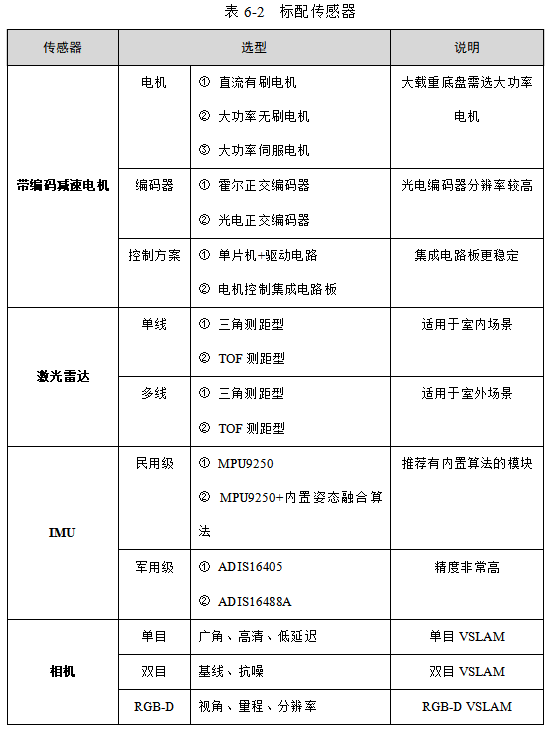 表 6-2 标配传感器
传感器 选型 说明
带编码减速电机
电机
① 直流有刷电机
② 大功率无刷电机
③ 大功率伺服电机
大载重底盘需选大功率
电机
编码器
① 霍尔正交编码器
② 光电正交编码器
光电编码器分辨率较高
控制方案
① 单片机+驱动电路
② 电机控制集成电路板
集成电路板更稳定
激光雷达
单线
① 三角测距型
② TOF 测距型
适用于室内场景
多线
① 三角测距型
② TOF 测距型
适用于室外场景
IMU
民用级
① MPU9250
② MPU9250+内置姿态融合算
法
推荐有内置算法的模块
军用级
① ADIS16405
② ADIS16488A
精度非常高
相机
单目 广角、高清、低延迟 单目 VSLAM
双目 基线、抗噪 双目 VSLAM
RGB-D 视角、量程、分辨率 RGB-D VSLAM